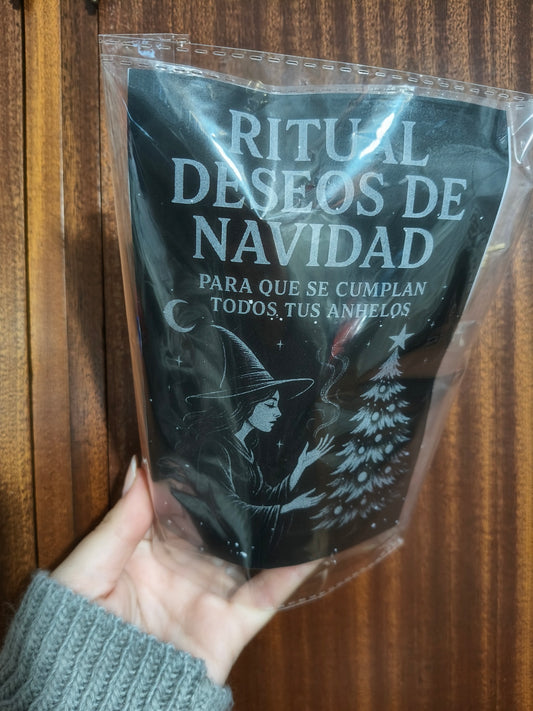 RITUAL
DESEOS DE
NAVIDAD
PARA QUE SE CUMPLAN
TODOS TUS ANHELOS